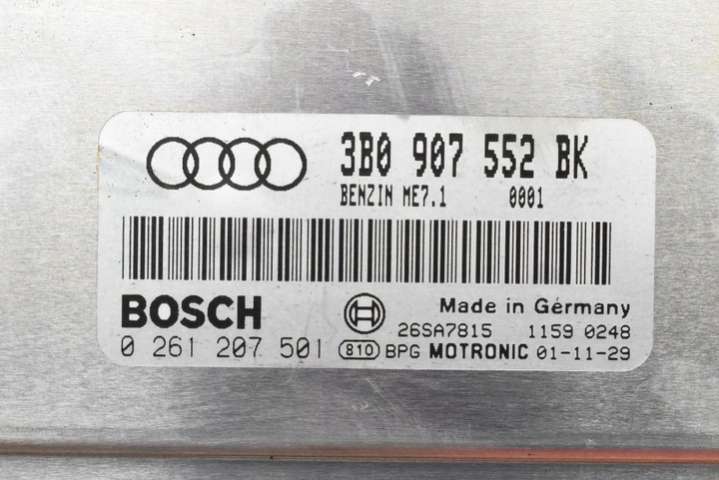 3B0 907 552 BK
BENZIN ME7.1 0001
BOSCH
Made in Germany
26SA7815 1159 0248
0 261 207 501 810 BPG MOTRONIC 01-11-29